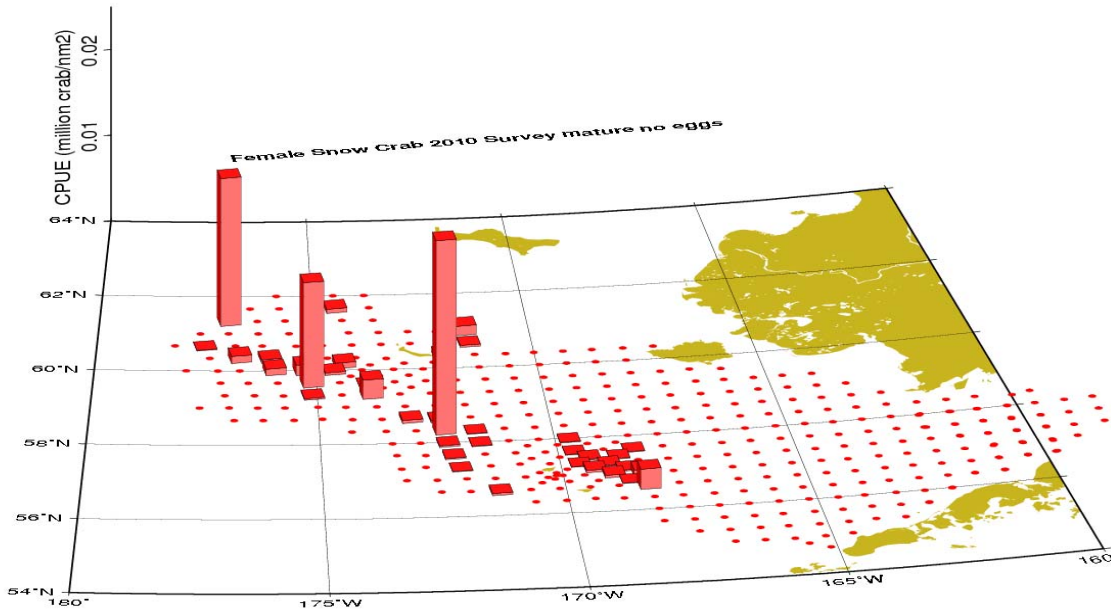 CPUE (million crab/nm2)
0.02
0.01
Female Snow Crab 2010 Survey mature no eggs
64°N
62°N
60°N
58°N
56°N
54°N
180°
175°W
170°W
165°W
160